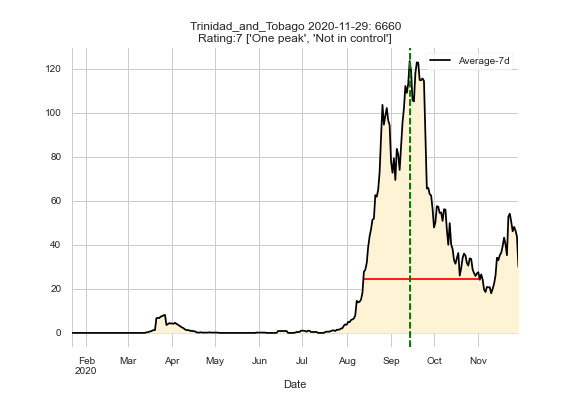 Trinidad_and_Tobago 2020-11-29: 6660
Rating:7 ['One peak', 'Not in control']
Average-7d
120
100
80
60
40
20
0
Feb Mar Apr May Jun Jul Aug Sep Oct Nov
2020
Date